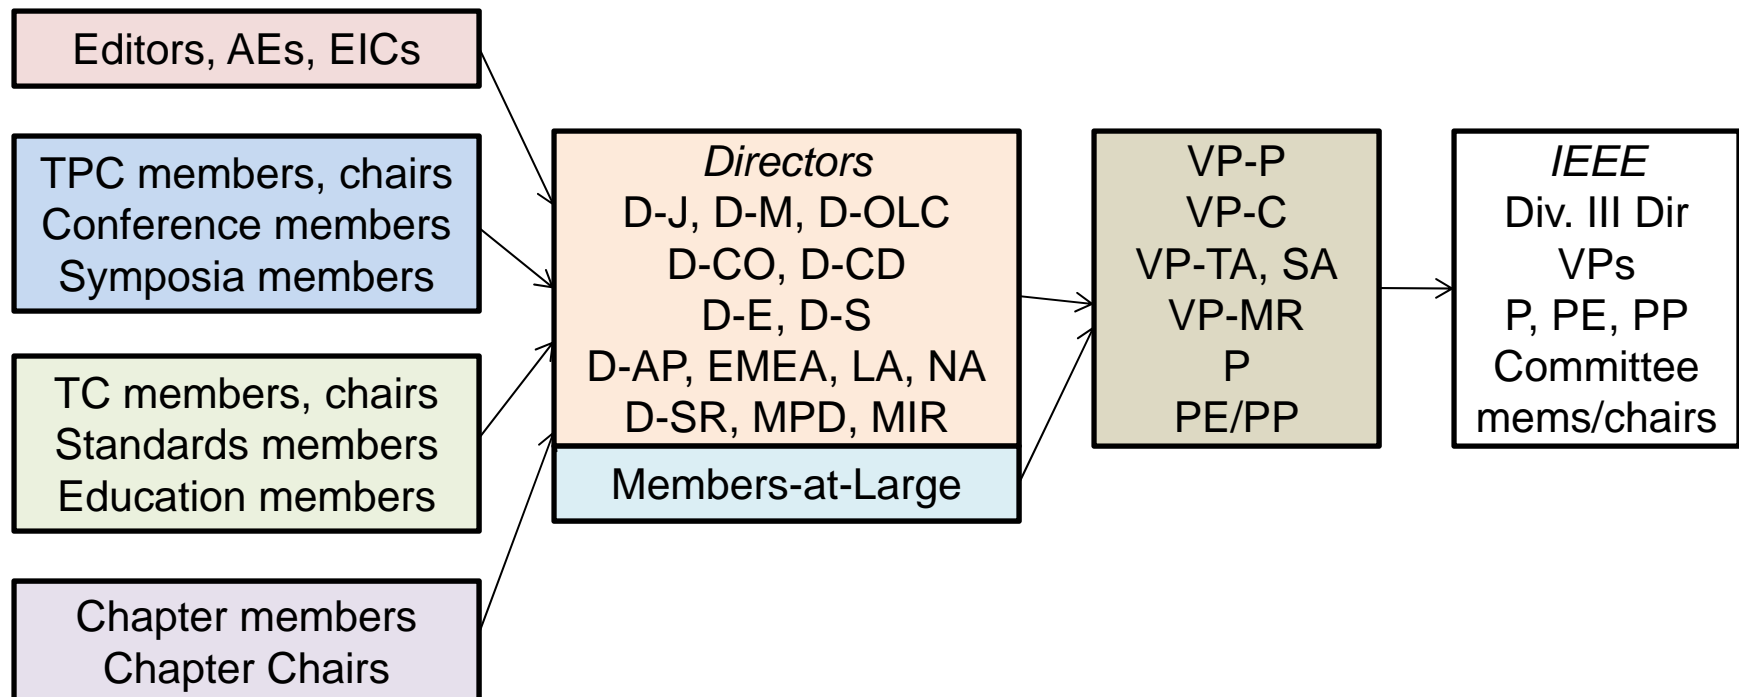 Editors, AEs, EICs
TPC members, chairs
Conference members
Symposia members
TC members, chairs
Standards members
Education members
Chapter members
Chapter Chairs
Directors
D-J, D-M, D-OLC
D-CO, D-CD
D-E, D-S
D-AP, EMEA, LA, NA
D-SR, MPD, MIR
Members-at-Large
VP-P
VP-C
VP-TA, SA
VP-MR
P
PE/PP
IEEE
Div. III Dir
VPs
P, PE, PP
Committee
mems/chairs